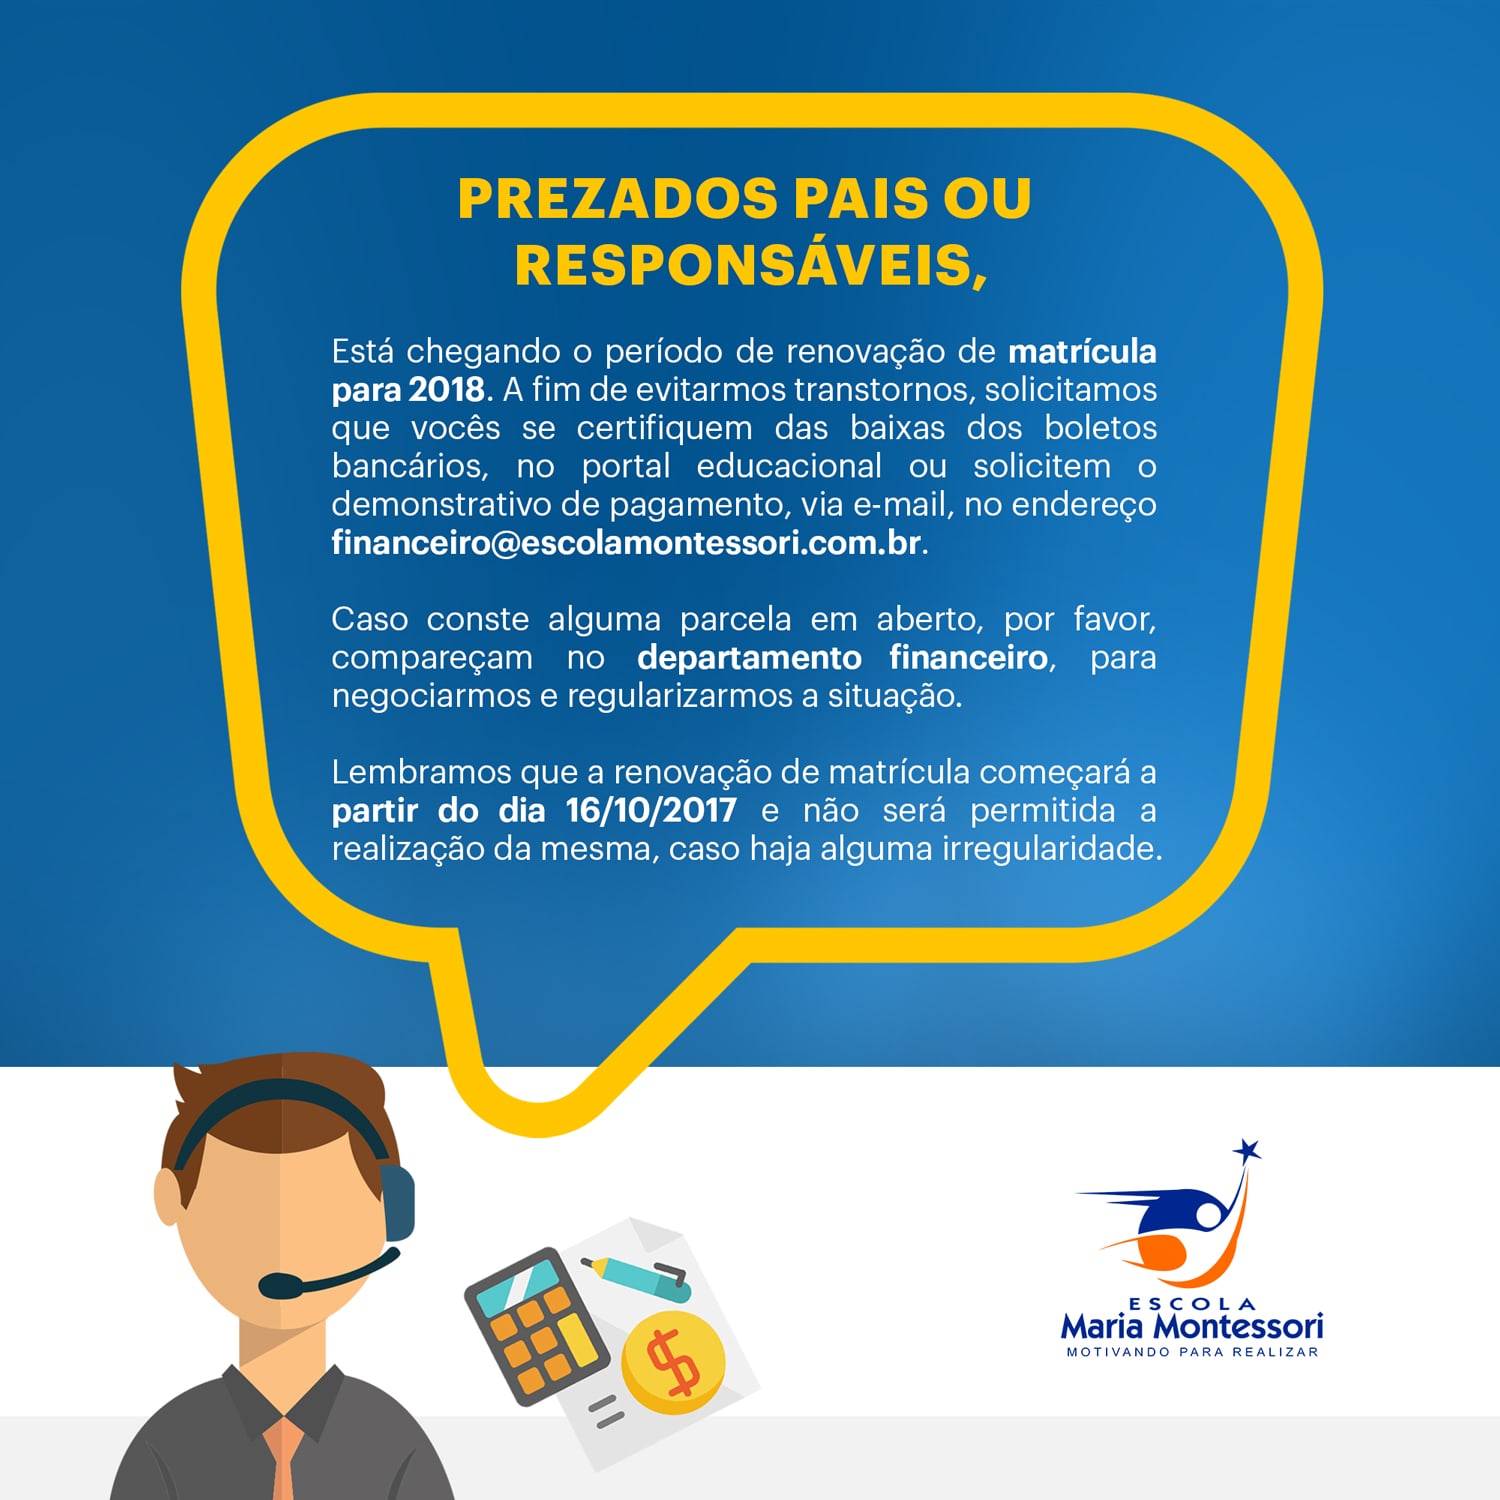 PREZADOS PAIS OU
RESPONSÁVEIS,
Está chegando o período de renovação de matrícula
para 2018. A fim de evitarmos transtornos, solicitamos
que vocês se certifiquem das baixas dos boletos
bancários, no portal educacional ou solicitem o
demonstrativo de pagamento, via e-mail, no endereço
financeiro@escolamontessori.com.br.
Caso conste alguma parcela em aberto, por favor,
compareçam no departamento financeiro, para
negociarmos e regularizarmos a situação.
Lembramos que a renovação de matrícula começará a
partir do dia 16/10/2017 e não será permitida a
realização da mesma, caso haja alguma irregularidade.
$
ESCOLA
Maria Montessori
MOTIVANDO PARA REALIZAR